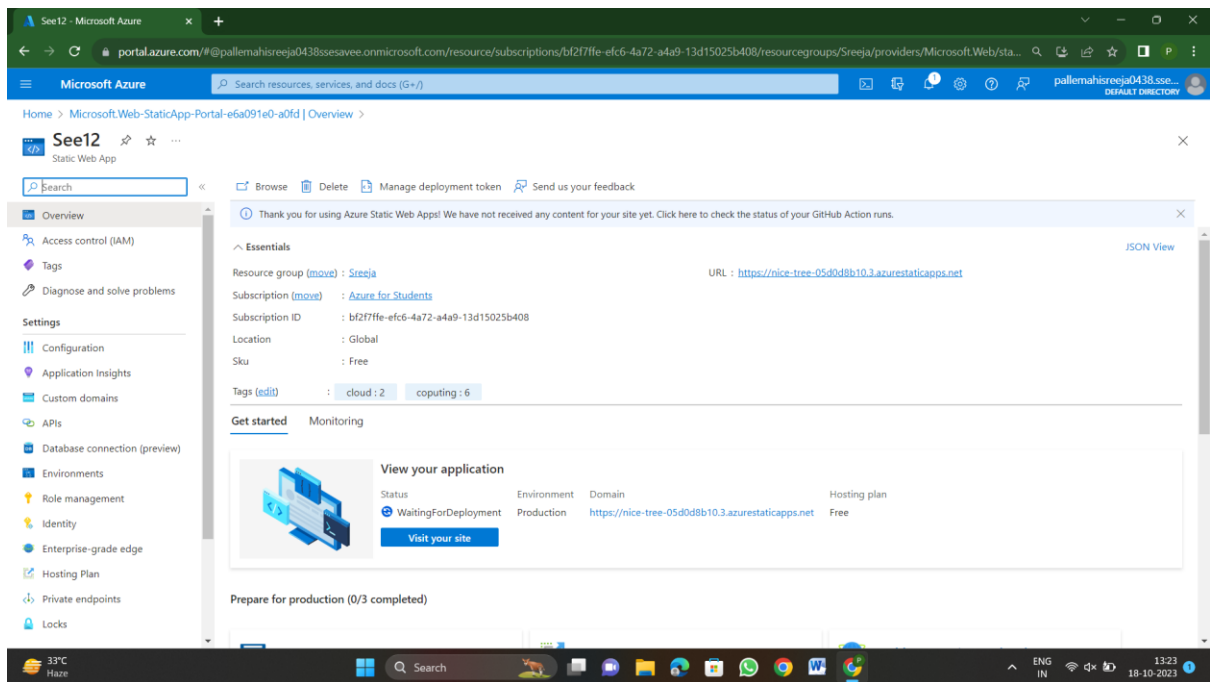 See12 - Microsoft Azure
portal.azure.com/#@pallemahisreeja0438ssesavee.onmicrosoft.com/resource/subscriptions/bf2f7ffe-efc6-4a72-a4a9-13d15025b408/resourcegroups/Sreeja/providers/Microsoft.Web/sta...
P
Microsoft Azure
Search resources, services, and docs (G+/)
1
pallemahisreeja0438.sse...
DEFAULT DIRECTORY
Home > Microsoft.Web-StaticApp-Portal-e6a091e0-a0fd | Overview >
See12
Static Web App
Search
Browse Delete Manage deployment token Send us your feedback
Overview
Access control (IAM)
Tags
Diagnose and solve problems
Settings
Configuration
Application Insights
Custom domains
APIs
Database connection (preview)
Environments
Role management
Identity
Enterprise-grade edge
Hosting Plan
Private endpoints
Locks
Thank you for using Azure Static Web Apps! We have not received any content for your site yet. Click here to check the status of your GitHub Action runs.
Essentials
JSON View
Resource group (move) : Sreeja
URL : https://nice-tree-05d0d8b10.3.azurestaticapps.net
Subscription (move) : Azure for Students
Subscription ID : bf2f7ffe-efc6-4a72-a4a9-13d15025b408
Location : Global
Sku : Free
Tags (edit) : cloud : 2 coputing : 6
Get started Monitoring
View your application
Status Environment Domain Hosting plan
WaitingForDeployment Production https://nice-tree-05d0d8b10.3.azurestaticapps.net Free
Visit your site
Prepare for production (0/3 completed)
33°C
Haze
Search
ENG
IN
13:23
18-10-2023
1